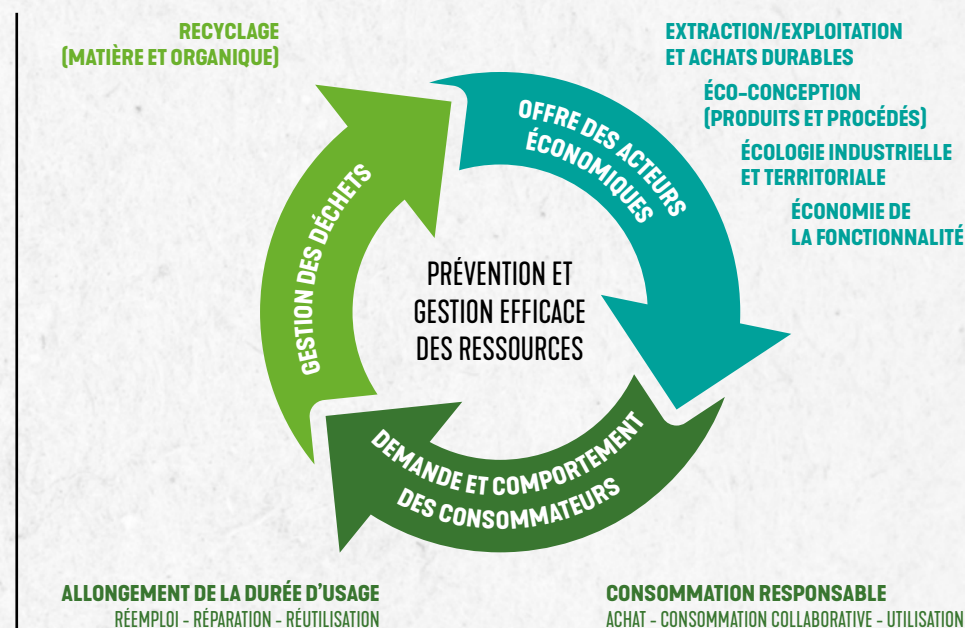 RECYCLAGE
(MATIÈRE ET ORGANIQUE)
EXTRACTION/EXPLOITATION
ET ACHATS DURABLES
ÉCO-CONCEPTION
(PRODUITS ET PROCÉDÉS)
ÉCOLOGIE INDUSTRIELLE
ET TERRITORIALE
ÉCONOMIE DE
LA FONCTIONNALITÉ
OFFRE DES ACTEURS
ÉCONOMIQUES
GESTION DES DÉCHETS
PRÉVENTION ET
GESTION EFFICACE
DES RESSOURCES
DEMANDE ET COMPORTEMENT
DES CONSOMMATEURS
ALLONGEMENT DE LA DURÉE D'USAGE
RÉEMPLOI - RÉPARATION - RÉUTILISATION
CONSOMMATION RESPONSABLE
ACHAT - CONSOMMATION COLLABORATIVE - UTILISATION